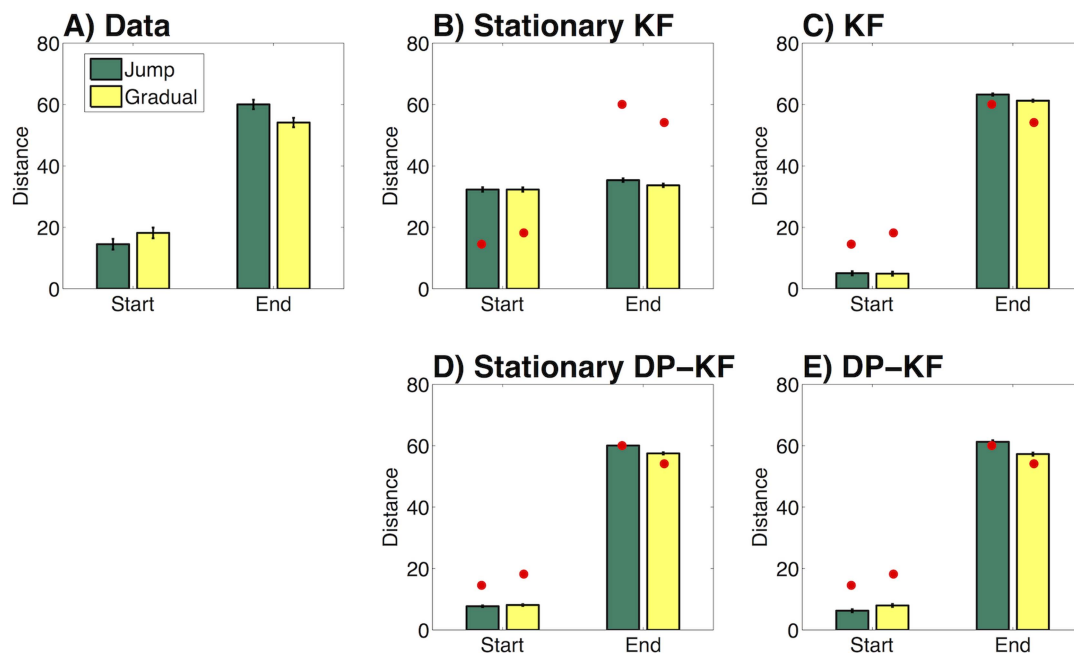 A) Data
80
60
40
20
0
Distance
Jump
Gradual
Start
End
B) Stationary KF
80
60
40
20
0
Distance
Start
End
C) KF
80
60
40
20
0
Distance
Start
End
D) Stationary DP–KF
80
60
40
20
0
Distance
Start
End
E) DP–KF
80
60
40
20
0
Distance
Start
End